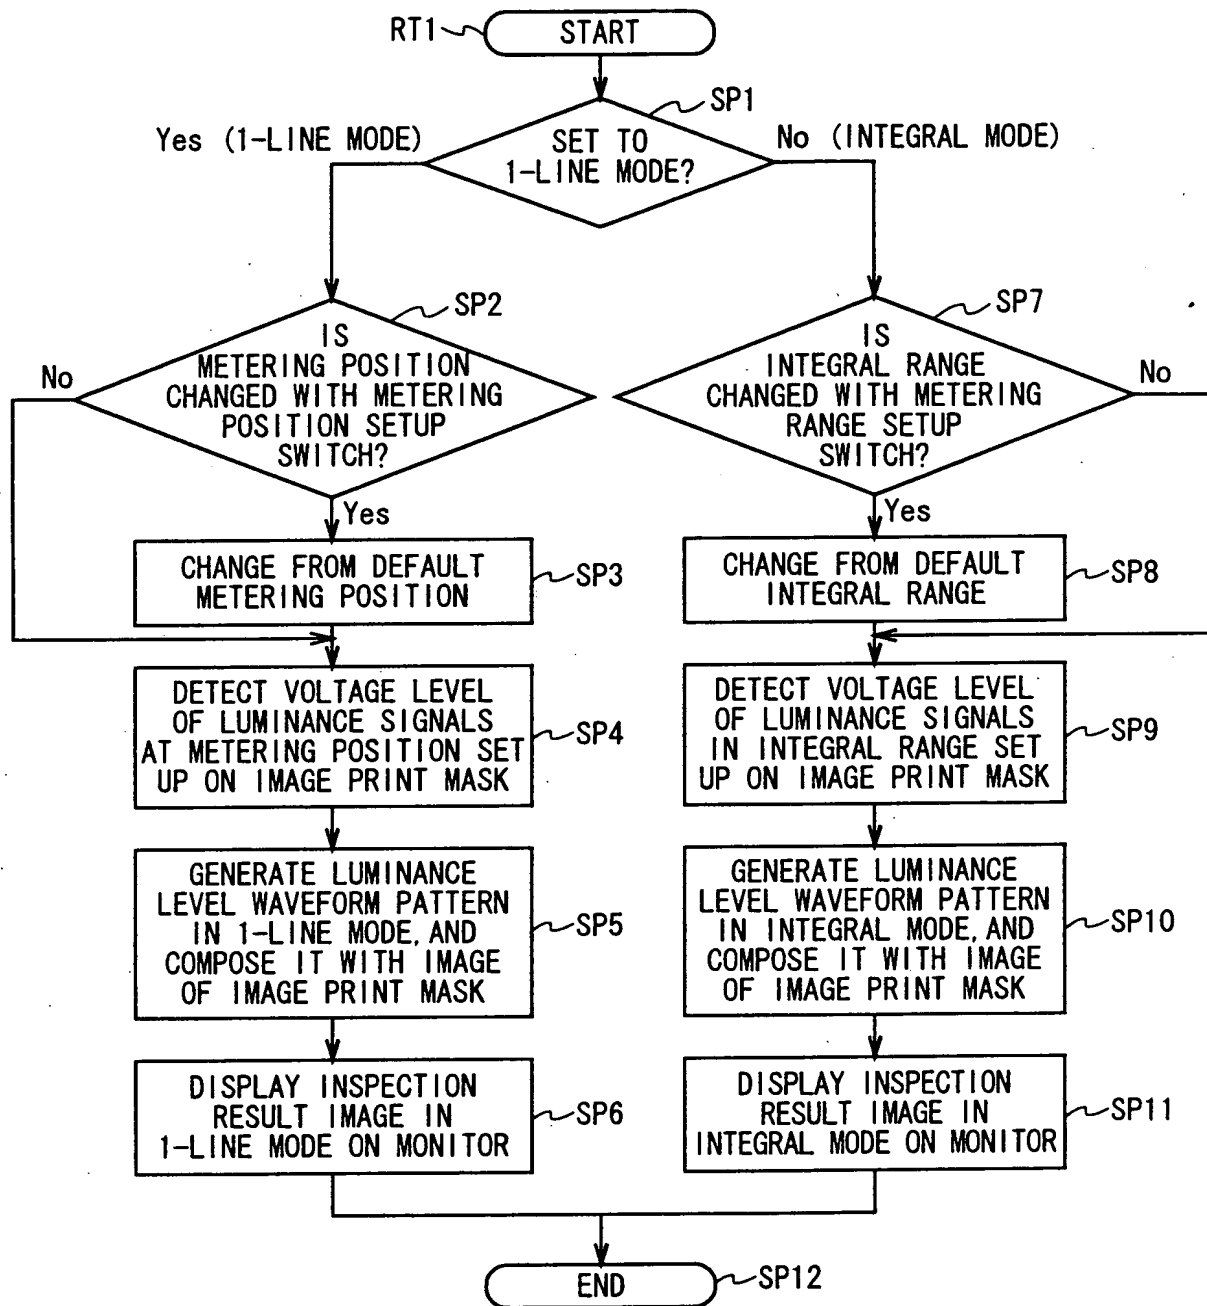 RT1
START
SP1
Yes (1-LINE MODE)
SET TO
1-LINE MODE?
No (INTEGRAL MODE)
SP2
IS
METERING POSITION
CHANGED WITH METERING
POSITION SETUP
SWITCH?
No
Yes
SP7
IS
INTEGRAL RANGE
CHANGED WITH METERING
RANGE SETUP
SWITCH?
No
Yes
CHANGE FROM DEFAULT
METERING POSITION
SP3
CHANGE FROM DEFAULT
INTEGRAL RANGE
SP8
DETECT VOLTAGE LEVEL
OF LUMINANCE SIGNALS
AT METERING POSITION SET
UP ON IMAGE PRINT MASK
SP4
DETECT VOLTAGE LEVEL
OF LUMINANCE SIGNALS
IN INTEGRAL RANGE SET
UP ON IMAGE PRINT MASK
SP9
GENERATE LUMINANCE
LEVEL WAVEFORM PATTERN
IN 1-LINE MODE, AND
COMPOSE IT WITH IMAGE
OF IMAGE PRINT MASK
SP5
GENERATE LUMINANCE
LEVEL WAVEFORM PATTERN
IN INTEGRAL MODE, AND
COMPOSE IT WITH IMAGE
OF IMAGE PRINT MASK
SP10
DISPLAY INSPECTION
RESULT IMAGE IN
1-LINE MODE ON MONITOR
SP6
DISPLAY INSPECTION
RESULT IMAGE IN
INTEGRAL MODE ON MONITOR
SP11
END
SP12